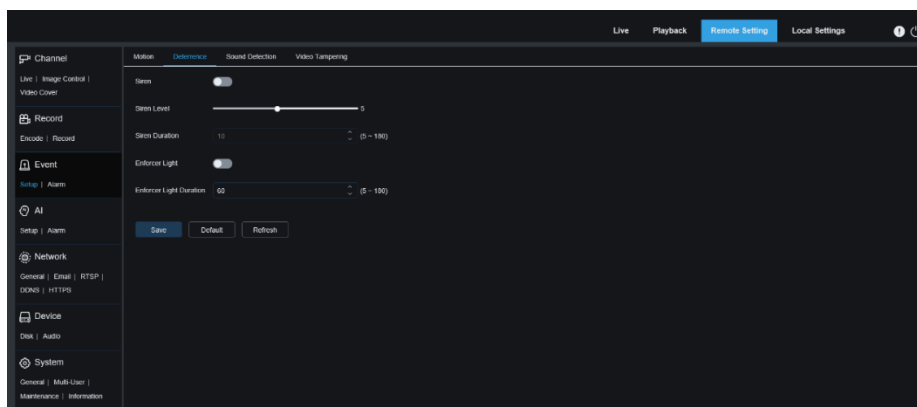 Live Playback Remote Setting Local Settings
Channel
Live | Image Control |
Video Cover
Record
Encode | Record
Event
Setup | Alarm
AI
Setup | Alarm
Network
General | Email | RTSP |
DDNS | HTTPS
Device
Disk | Audio
System
General | Multi-User |
Maintenance | Information
Motion Deterrence Sound Detection Video Tampering
Siren
Siren Level 5
Siren Duration 10 (5 ~ 180)
Enforcer Light
Enforcer Light Duration 60 (5 ~ 180)
Save Default Refresh